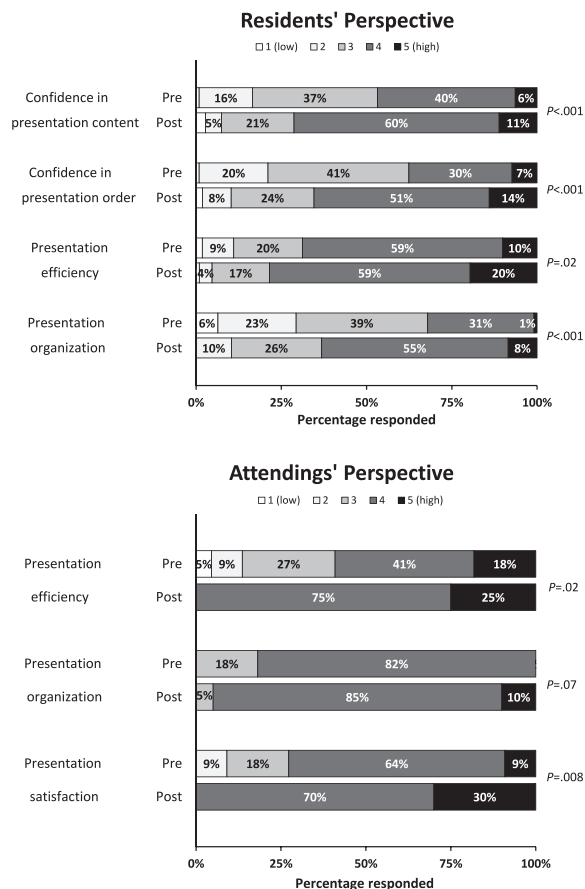 Residents' Perspective
1 (low) 2 3 4 5 (high)
Confidence in presentation content
Pre 16% 37% 40% 6%
Post 5% 21% 60% 11%
P<.001
Confidence in presentation order
Pre 20% 41% 30% 7%
Post 8% 24% 51% 14%
P<.001
Presentation efficiency
Pre 9% 20% 59% 10%
Post 4% 17% 59% 20%
P=.02
Presentation organization
Pre 6% 23% 39% 31% 1%
Post 10% 26% 55% 8%
P<.001
0% 25% 50% 75% 100%
Percentage responded
Attendings' Perspective
1 (low) 2 3 4 5 (high)
Presentation efficiency
Pre 5% 9% 27% 41% 18%
Post 75% 25%
P=.02
Presentation organization
Pre 18% 82%
Post 5% 85% 10%
P=.07
Presentation satisfaction
Pre 9% 18% 64% 9%
Post 70% 30%
P=.008
0% 25% 50% 75% 100%
Percentage responded